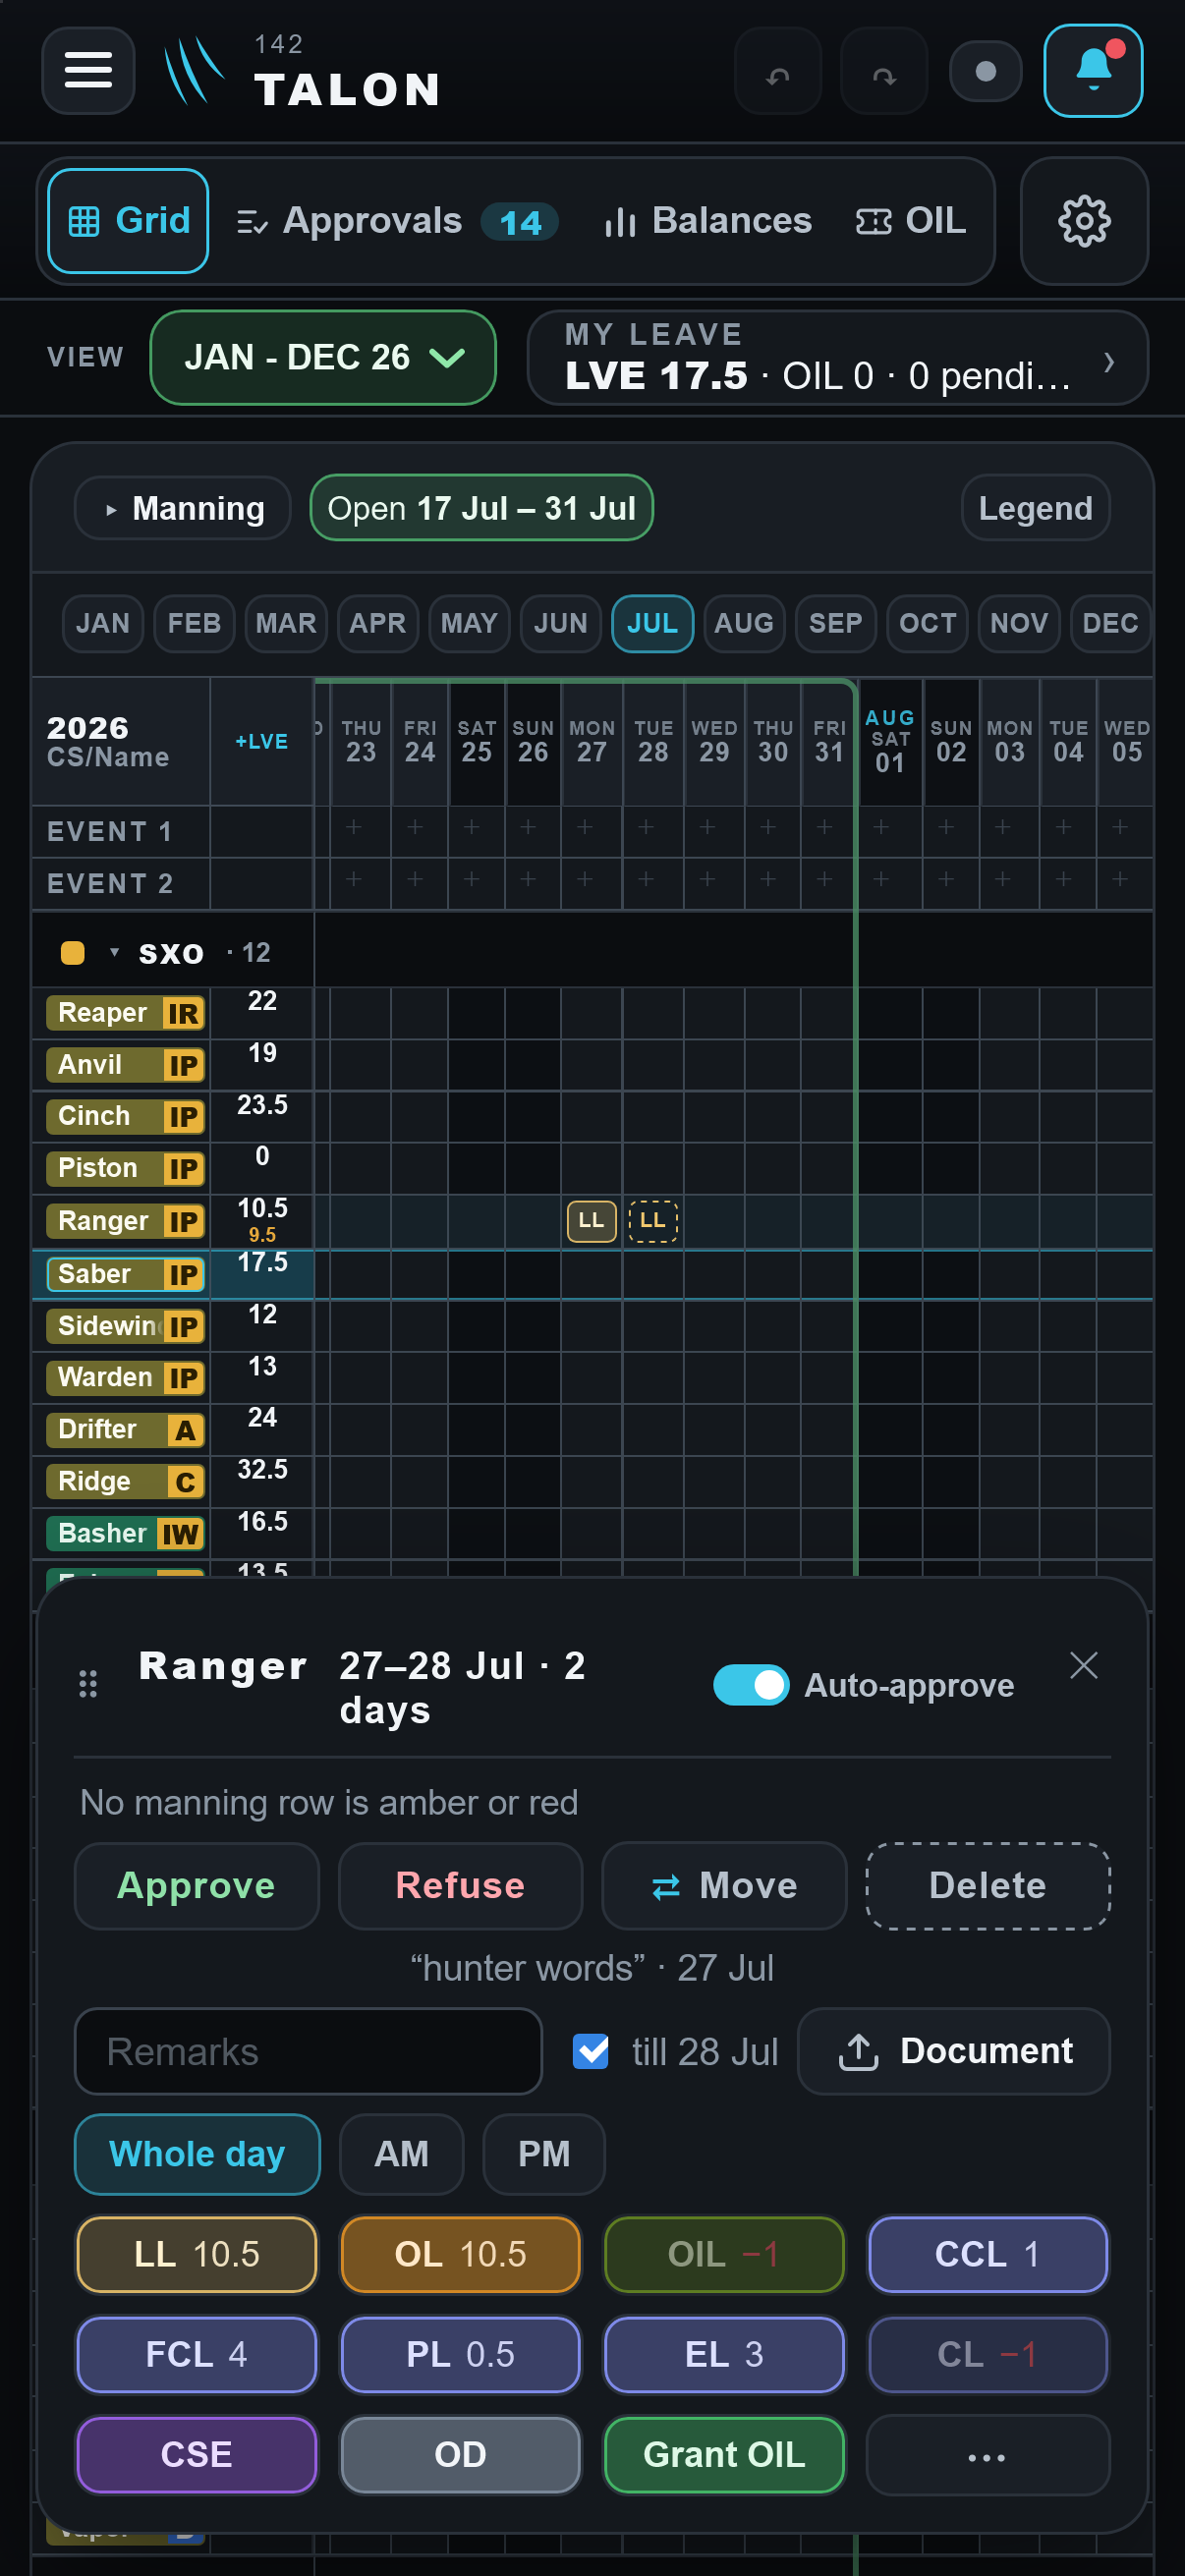 142
TALON
Grid Approvals 14 Balances OIL
VIEW JAN - DEC 26
MY LEAVE
LVE 17.5 · OIL 0 · 0 pendi…
Manning Open 17 Jul – 31 Jul Legend
JAN FEB MAR APR MAY JUN JUL AUG SEP OCT NOV DEC
2026
CS/Name
+LVE
THU 23 FRI 24 SAT 25 SUN 26 MON 27 TUE 28 WED 29 THU 30 FRI 31 AUG SAT 01 SUN 02 MON 03 TUE 04 WED 05
EVENT 1 + + + + + + + + + + + + + +
EVENT 2 + + + + + + + + + + + + + +
SXO · 12
Reaper IR 22
Anvil IP 19
Cinch IP 23.5
Piston IP 0
Ranger IP 10.5 9.5 LL LL
Saber IP 17.5
Sidewin IP 12
Warden IP 13
Drifter A 24
Ridge C 32.5
Basher IW 16.5
13.5
Ranger 27–28 Jul · 2 days Auto-approve
No manning row is amber or red
Approve Refuse Move Delete
“hunter words” · 27 Jul
Remarks till 28 Jul Document
Whole day AM PM
LL 10.5 OL 10.5 OIL −1 CCL 1
FCL 4 PL 0.5 EL 3 CL −1
CSE OD Grant OIL ...